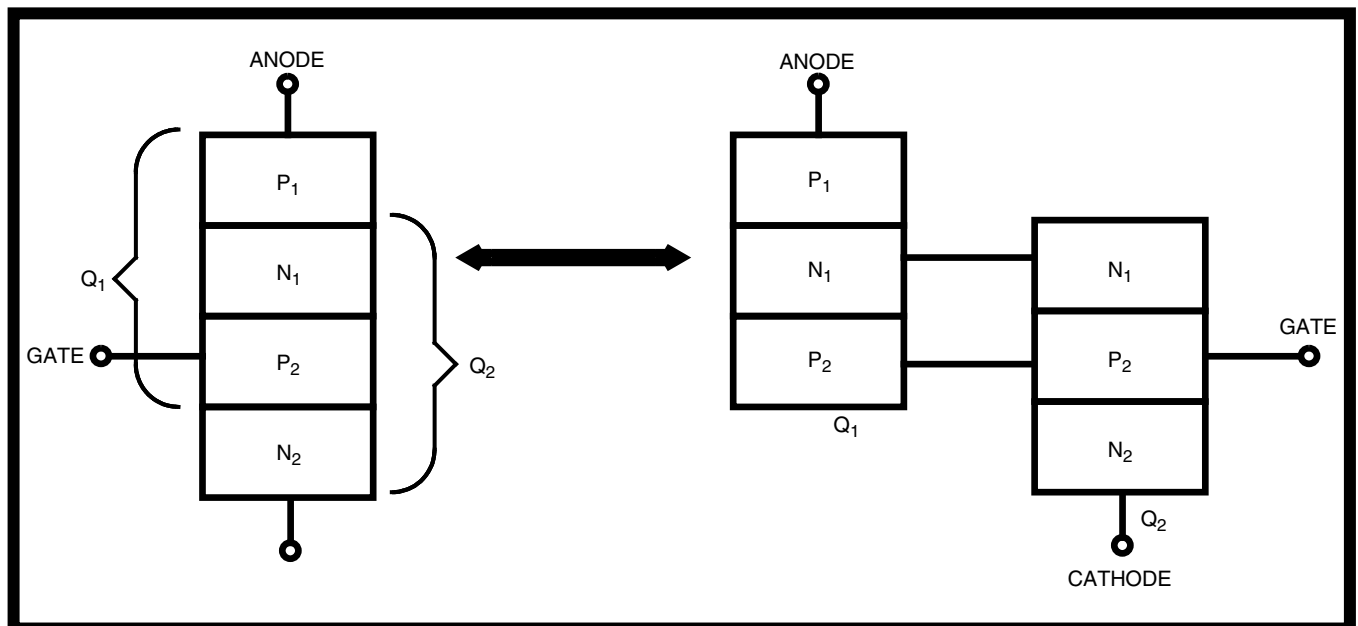 ANODE
P1
N1
P2
N2
Q1
Q2
GATE
ANODE
P1
N1
P2
Q1
N1
P2
N2
GATE
Q2
CATHODE